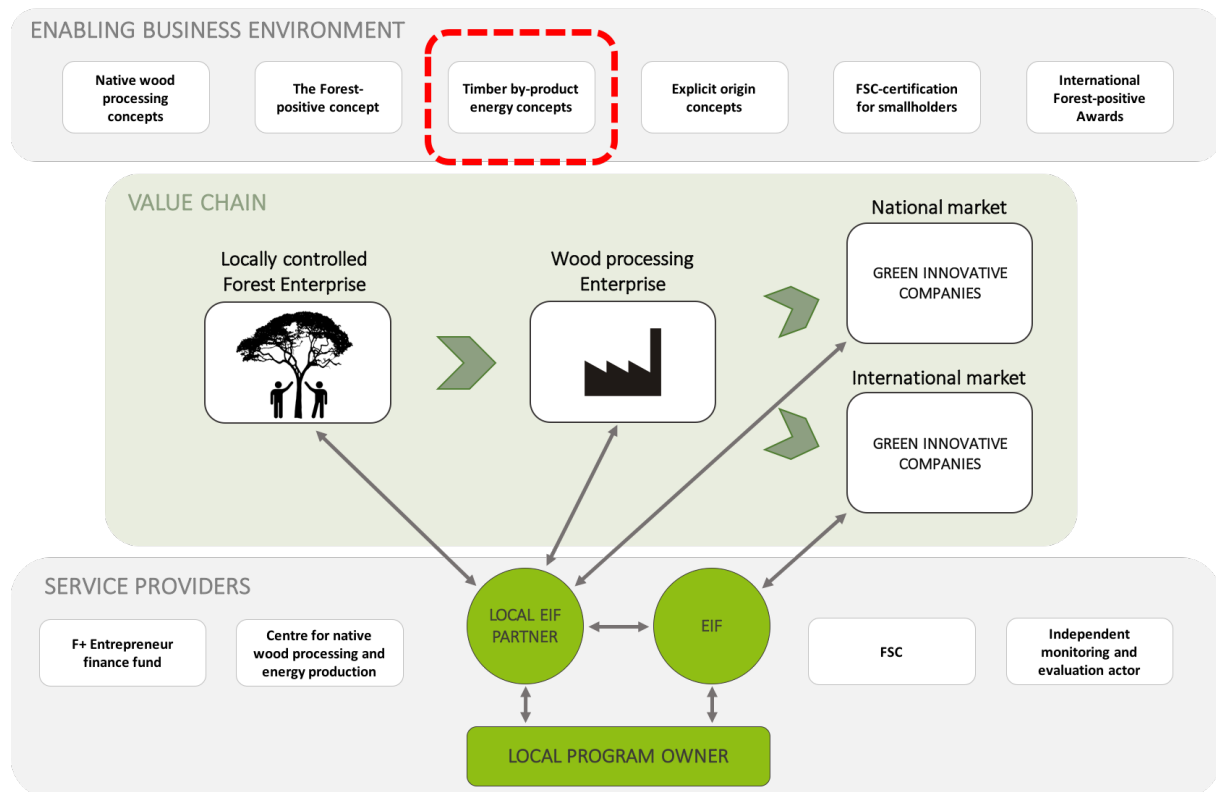 ENABLING BUSINESS ENVIRONMENT
Native wood
processing
concepts
The Forest-
positive concept
Timber by-product
energy concepts
Explicit origin
concepts
FSC-certification
for smallholders
International
Forest-positive
Awards
VALUE CHAIN
Locally controlled
Forest Enterprise
Wood processing
Enterprise
National market
GREEN INNOVATIVE
COMPANIES
International market
GREEN INNOVATIVE
COMPANIES
SERVICE PROVIDERS
F+ Entrepreneur
finance fund
Centre for native
wood processing and
energy production
LOCAL EIF
PARTNER
EIF
FSC
Independent
monitoring and
evaluation actor
LOCAL PROGRAM OWNER